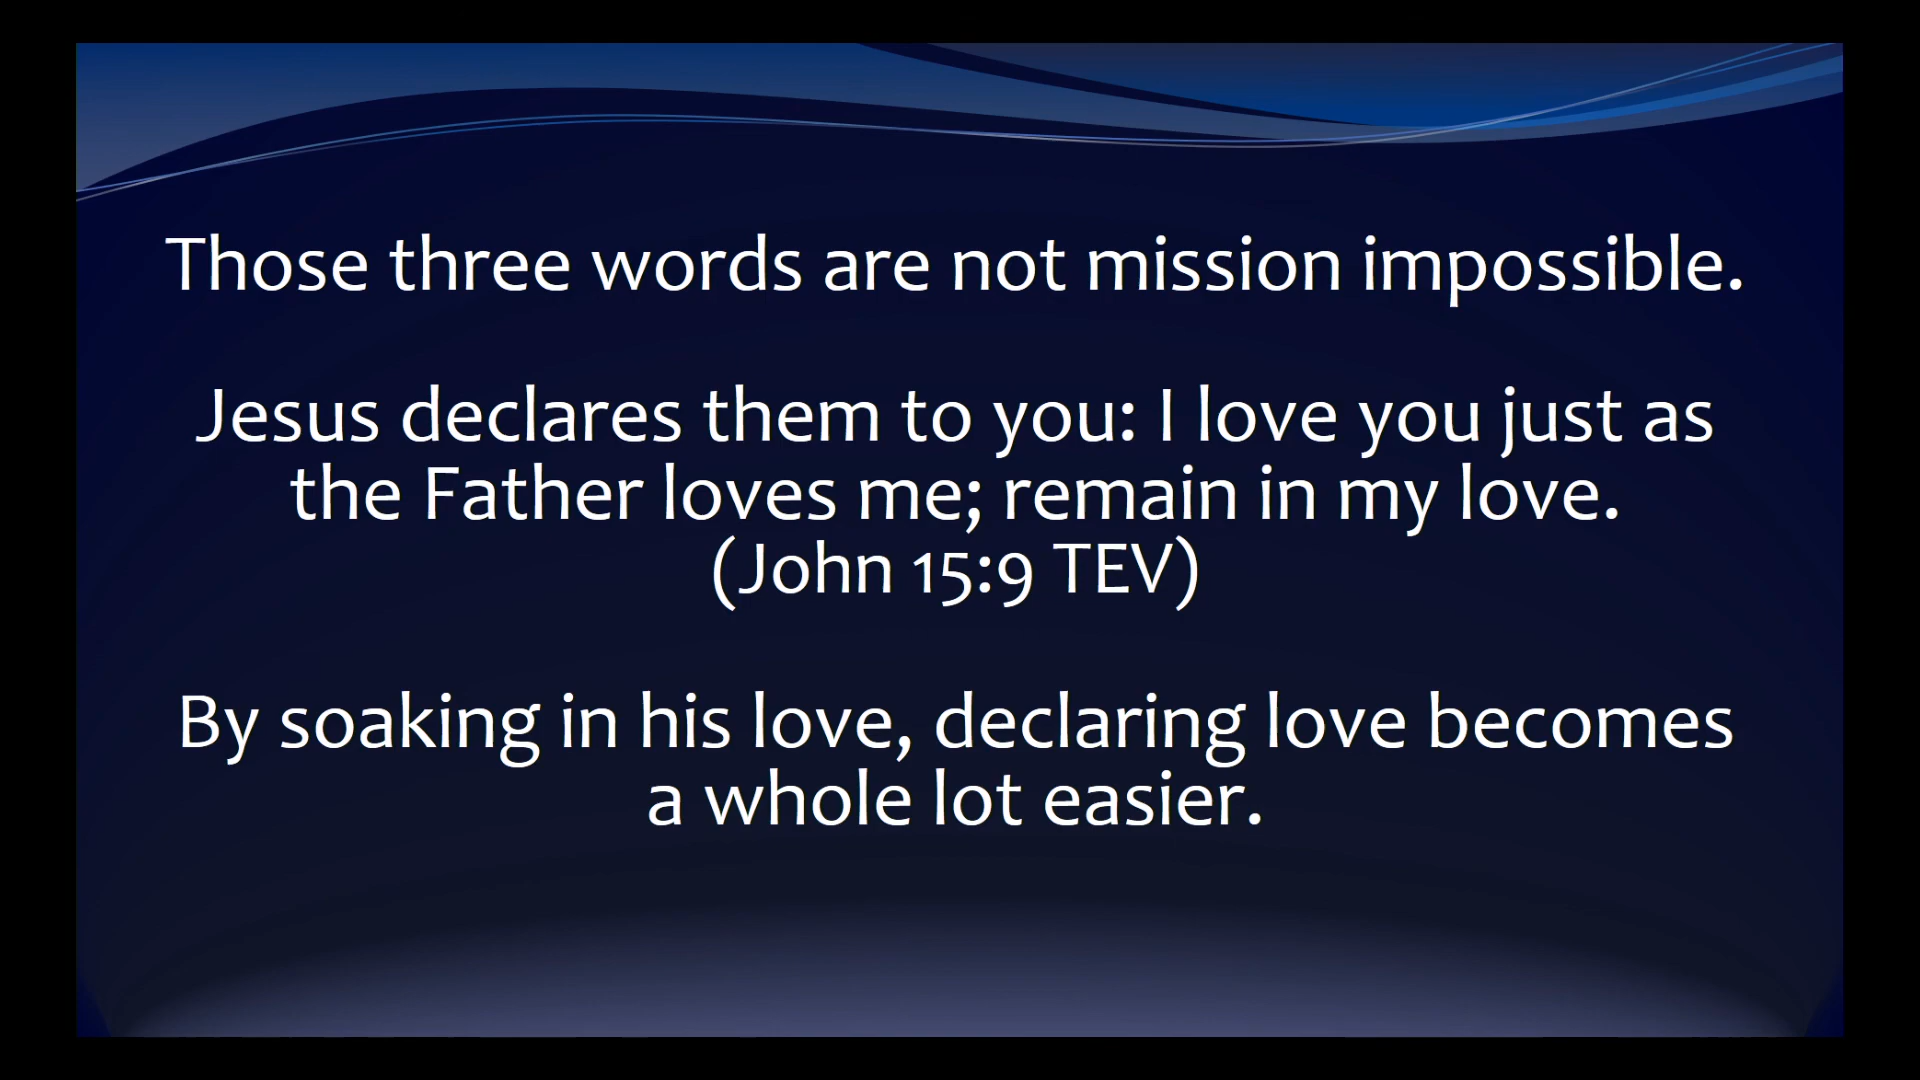 Those three words are not mission impossible.
Jesus declares them to you: I love you just as
the Father loves me; remain in my love.
(John 15:9 TEV)
By soaking in his love, declaring love becomes
a whole lot easier.